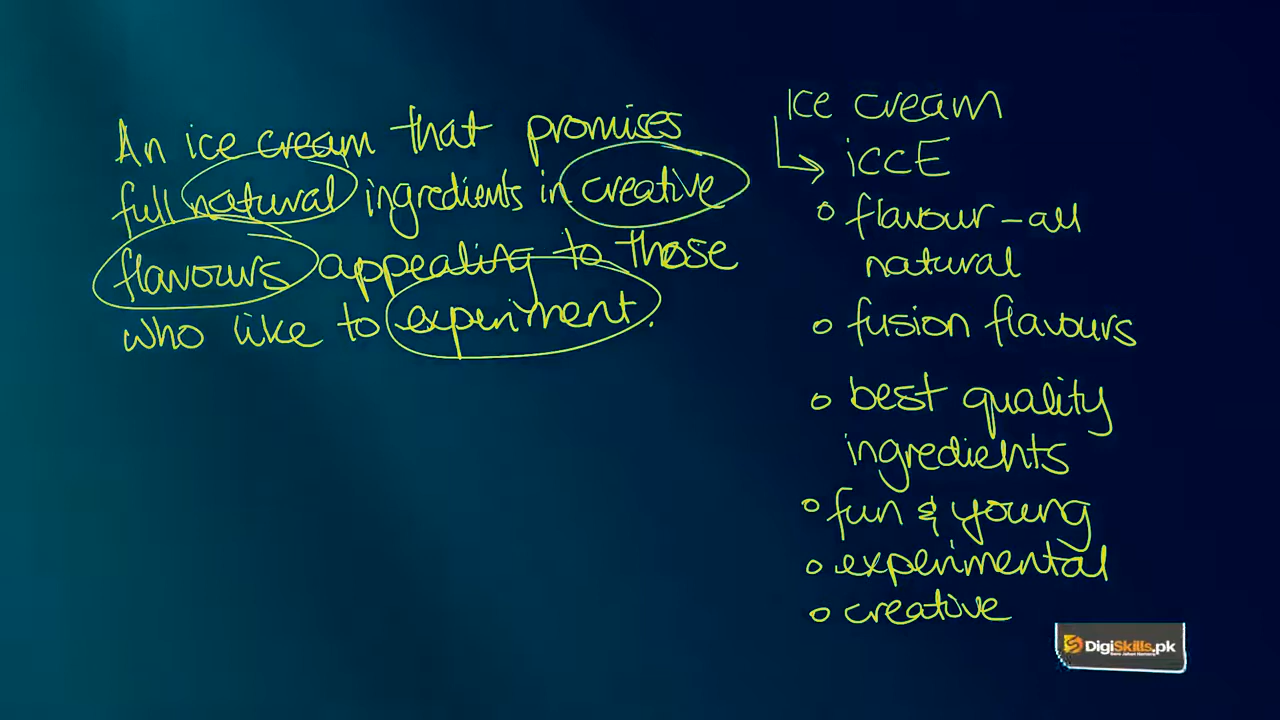 An ice cream that promises
full natural ingredients in creative
flavours appealing to those
who like to experiment.
Ice cream
iCCE
flavour - all
natural
fusion flavours
best quality
ingredients
fun & young
experimental
creative
DigiSkills.pk